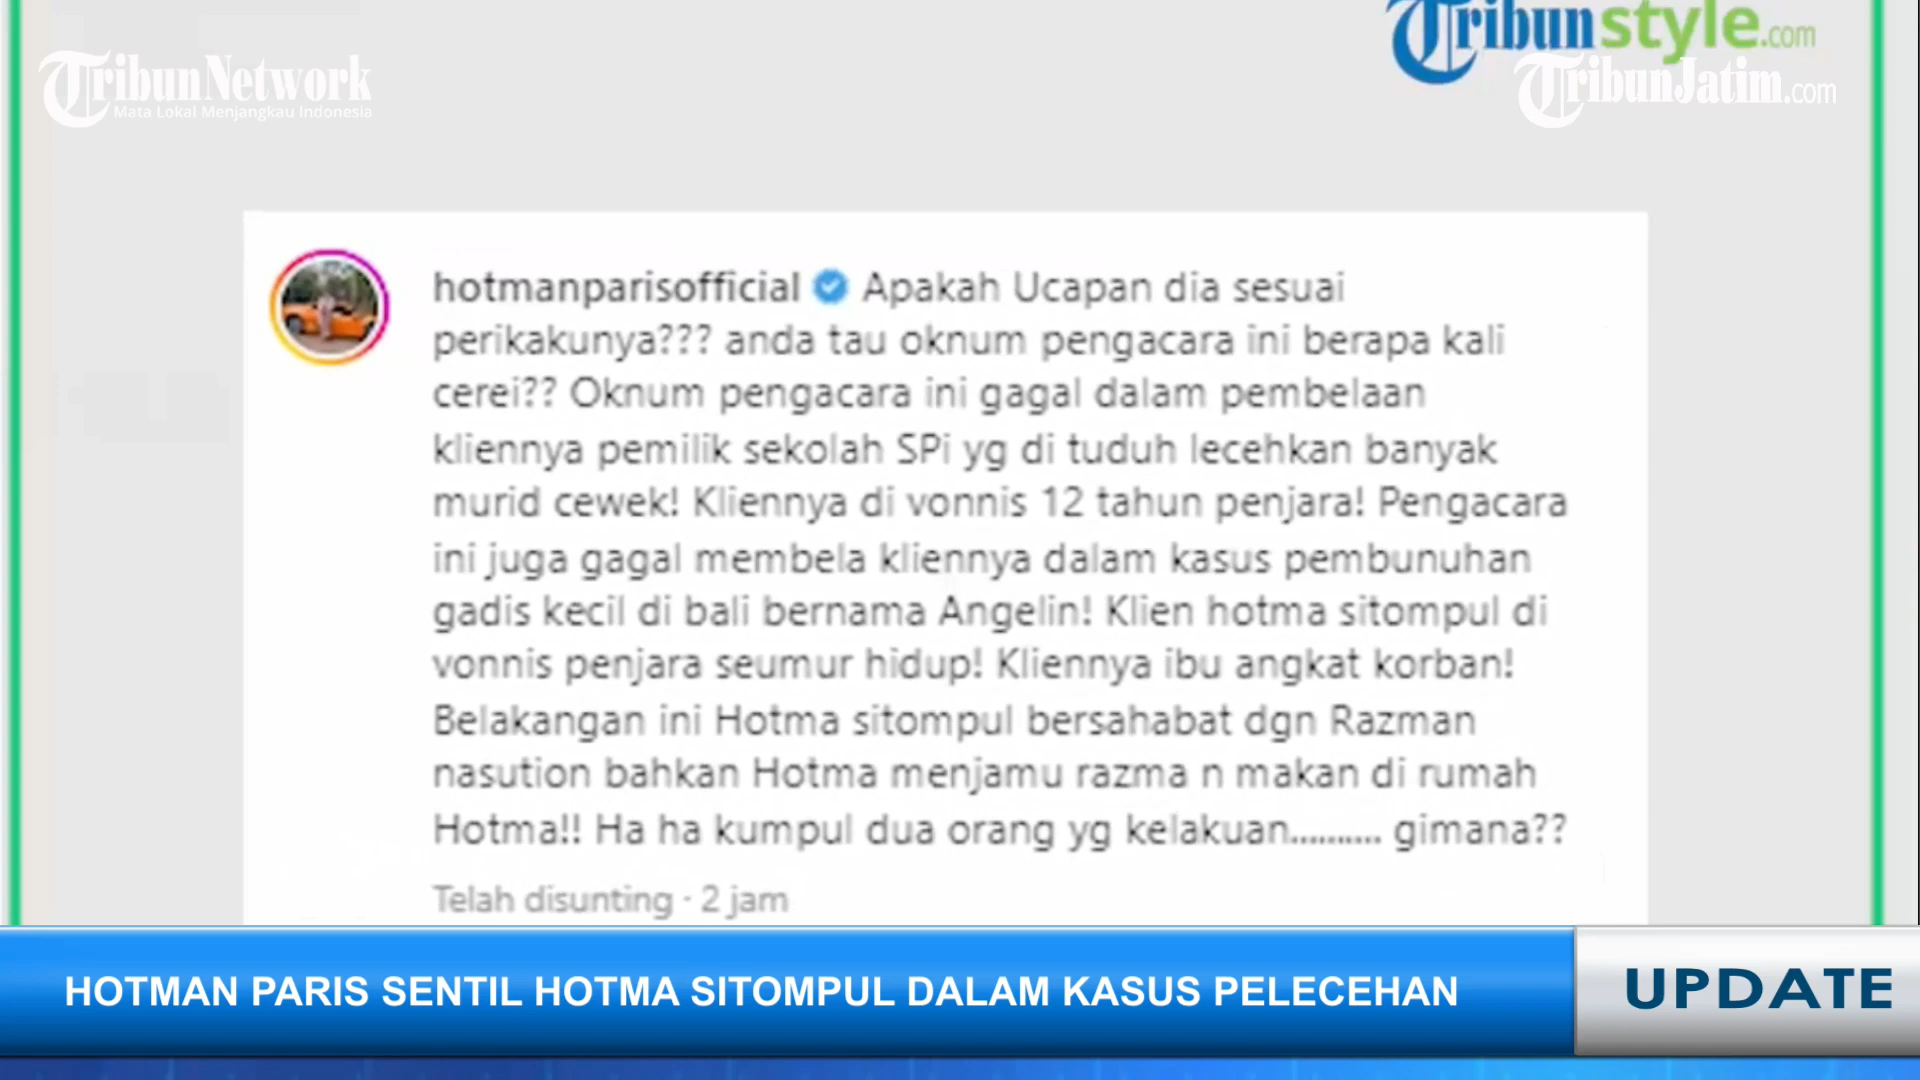 Tribunstyle.com
TribunNetwork
Mata Lokal Menjangkau Indonesia
TribunJatim.com
hotmanparisofficial Apakah Ucapan dia sesuai
perikakunya??? anda tau oknum pengacara ini berapa kali
cerei?? Oknum pengacara ini gagal dalam pembelaan
kliennya pemilik sekolah SPi yg di tuduh lecehkan banyak
murid cewek! Kliennya di vonnis 12 tahun penjara! Pengacara
ini juga gagal membela kliennya dalam kasus pembunuhan
gadis kecil di bali bernama Angelin! Klien hotma sitompul di
vonnis penjara seumur hidup! Kliennya ibu angkat korban!
Belakangan ini Hotma sitompul bersahabat dgn Razman
nasution bahkan Hotma menjamu razma n makan di rumah
Hotma!! Ha ha kumpul dua orang yg kelakuan.......... gimana??
Telah disunting · 2 jam
HOTMAN PARIS SENTIL HOTMA SITOMPUL DALAM KASUS PELECEHAN
UPDATE